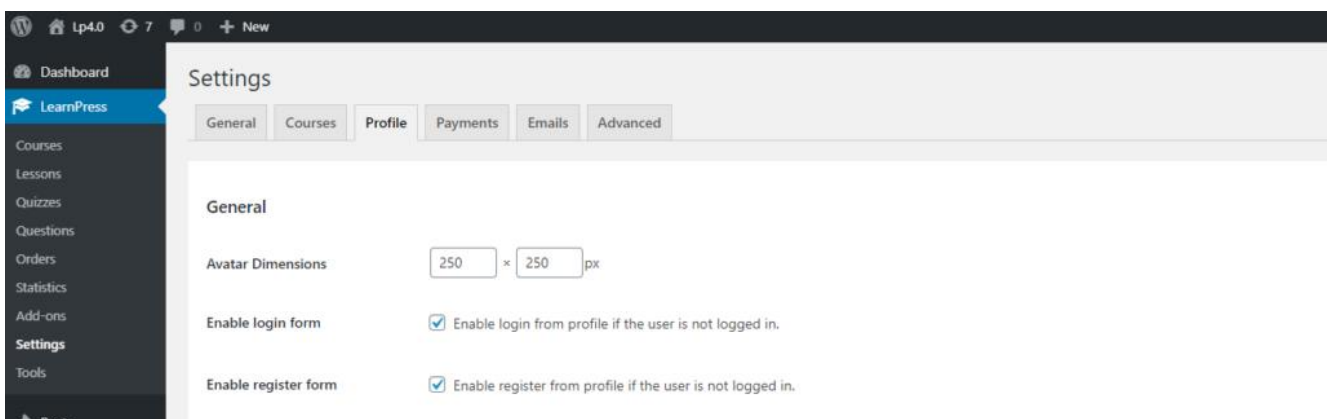 Lp4.0 7 0 + New
Dashboard
LearnPress
Courses
Lessons
Quizzes
Questions
Orders
Statistics
Add-ons
Settings
Tools
Settings
General Courses Profile Payments Emails Advanced
General
Avatar Dimensions 250 × 250 px
Enable login form Enable login from profile if the user is not logged in.
Enable register form Enable register from profile if the user is not logged in.